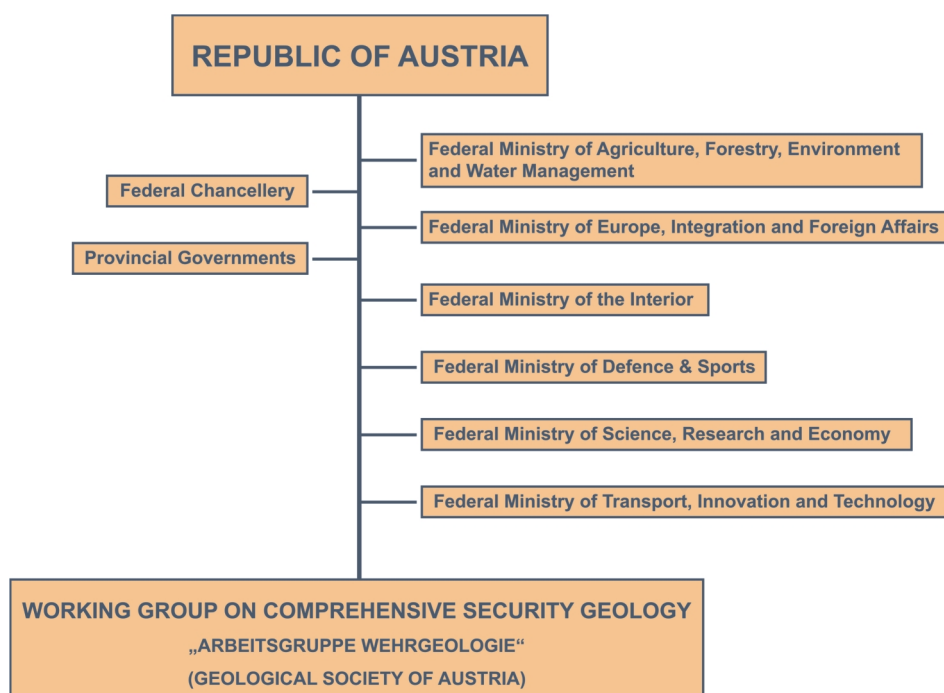 REPUBLIC OF AUSTRIA
Federal Ministry of Agriculture, Forestry, Environment
and Water Management
Federal Chancellery
Federal Ministry of Europe, Integration and Foreign Affairs
Provincial Governments
Federal Ministry of the Interior
Federal Ministry of Defence & Sports
Federal Ministry of Science, Research and Economy
Federal Ministry of Transport, Innovation and Technology
WORKING GROUP ON COMPREHENSIVE SECURITY GEOLOGY
„ARBEITSGRUPPE WEHRGEOLOGIE“
(GEOLOGICAL SOCIETY OF AUSTRIA)